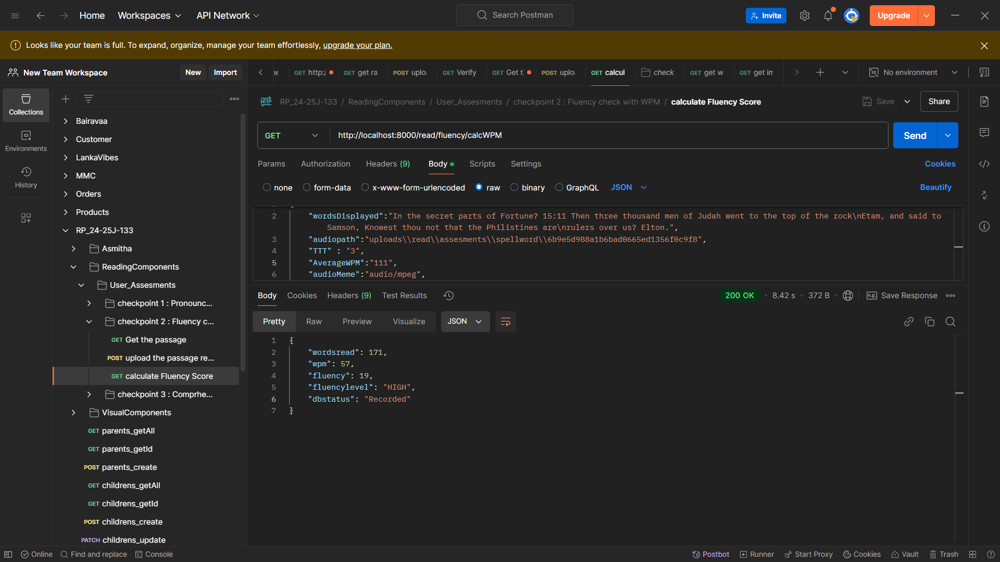 Home Workspaces API Network Search Postman Invite Upgrade
Looks like your team is full. To expand, organize, manage your team effortlessly, upgrade your plan.
New Team Workspace New Import
GET http:/ GET get ra POST uplo GET Verify GET Get t POST uplo GET calcul check GET get w GET get im No environment
Collections
Environments
History
Bairavaa
Customer
LankaVibes
MMC
Orders
Products
RP_24-25J-133
Asmitha
ReadingComponents
User_Assesments
checkpoint 1 : Pronounc...
checkpoint 2 : Fluency c...
GET Get the passage
POST upload the passage re...
GET calculate Fluency Score
checkpoint 3 : Comprhe...
VisualComponents
GET parents_getAll
GET parents_getId
POST parents_create
GET childrens_getAll
GET childrens_getId
POST childrens_create
PATCH childrens_update
HTTP RP_24-25J-133 / ReadingComponents / User_Assesments / checkpoint 2 : Fluency check with WPM / calculate Fluency Score Save Share
GET http://localhost:8000/read/fluency/calcWPM Send
Params Authorization Headers (9) Body Scripts Settings Cookies
none form-data x-www-form-urlencoded raw binary GraphQL JSON Beautify
2 "wordsDisplayed":"In the secret parts of Fortune? 15:11 Then three thousand men of Judah went to the top of the rock\nEtam, and said to
Samson, Knowest thou not that the Philistines are\nrulers over us? Elton.",
3 "audiopath":"uploads\\read\\assesments\\spellword\\6b9e5d988a1b6bad0665ed1356f0c9f8",
4 "TTT" : "3",
5 "AverageWPM":"111",
6 "audioMeme":"audio/mpeg",
Body Cookies Headers (9) Test Results 200 OK 8.42 s 372 B e.g. Save Response
Pretty Raw Preview Visualize JSON
1 {
2 "wordsread": 171,
3 "wpm": 57,
4 "fluency": 19,
5 "fluencylevel": "HIGH",
6 "dbstatus": "Recorded"
7 }
Online Find and replace Console Postbot Runner Start Proxy Cookies Vault Trash